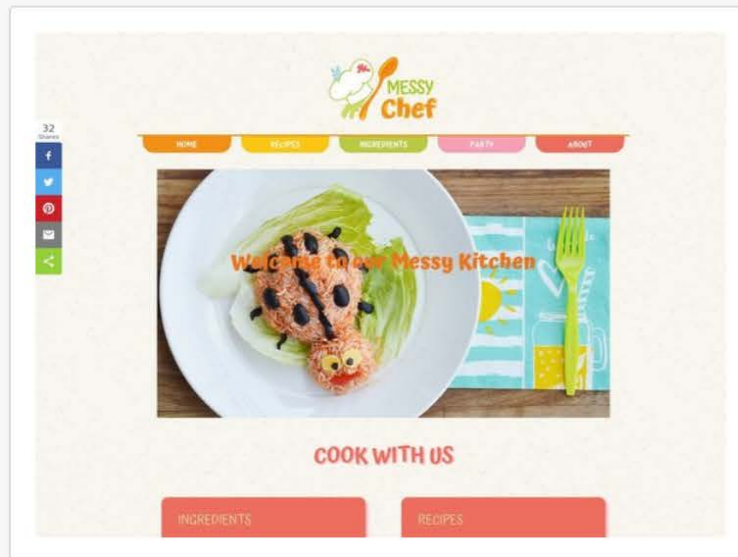 MESSY
Chef
32
Shares
HOME
RECIPES
INGREDIENTS
PARTY
ABOUT
Welcome to our Messy Kitchen
COOK WITH US
INGREDIENTS
RECIPES